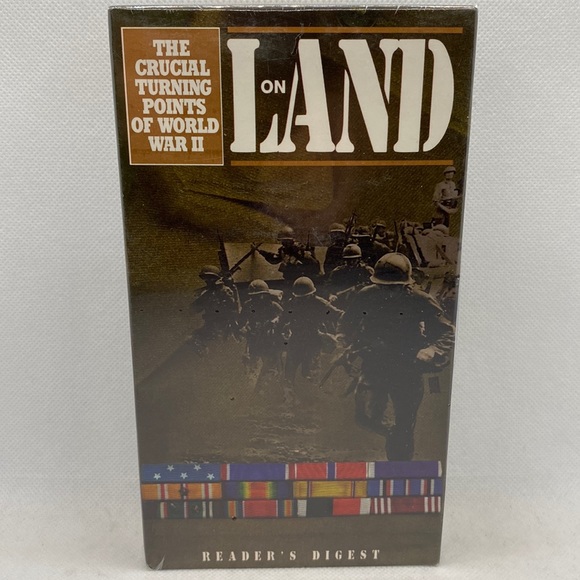 THE
CRUCIAL
TURNING
POINTS
OF WORLD
WAR II
ON
LAND
READER'S DIGEST